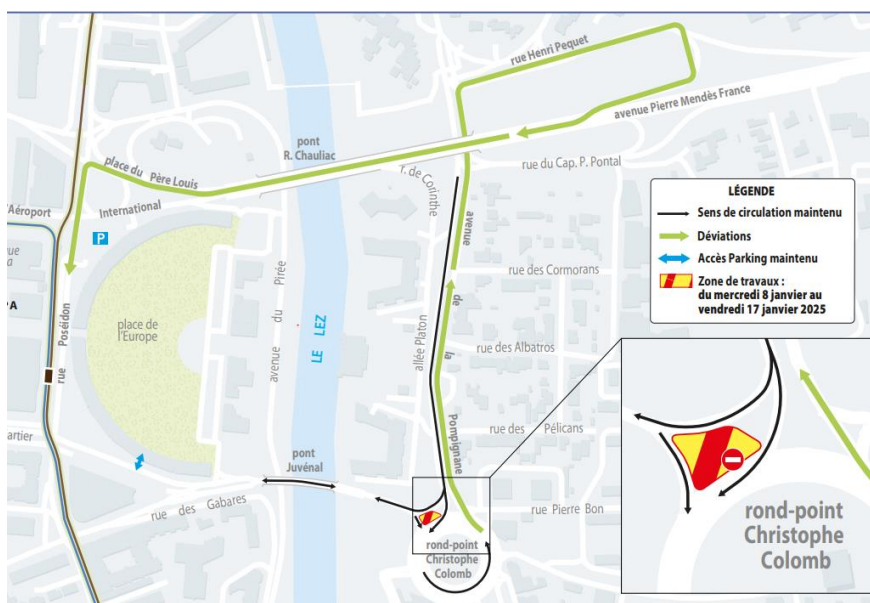 rue Henri Pequet
avenue Pierre Mendès France
pont
R. Chauliac
place du Père Louis
rue du Cap. P. Pontal
r. de Corinthe
International
'Aéroport
P
avenue
de
la
Pompignane
LÉGENDE
Sens de circulation maintenu
Déviations
Accès Parking maintenu
Zone de travaux :
du mercredi 8 janvier au
vendredi 17 janvier 2025
rue des Cormorans
rue Poséidon
place de
l'Europe
avenue du Pirée
LE LEZ
allée Platon
rue des Albatros
rue des Pélicans
pont
Juvénal
rue des Gabares
rue Pierre Bon
rond-point
Christophe
Colomb
rond-point
Christophe
Colomb